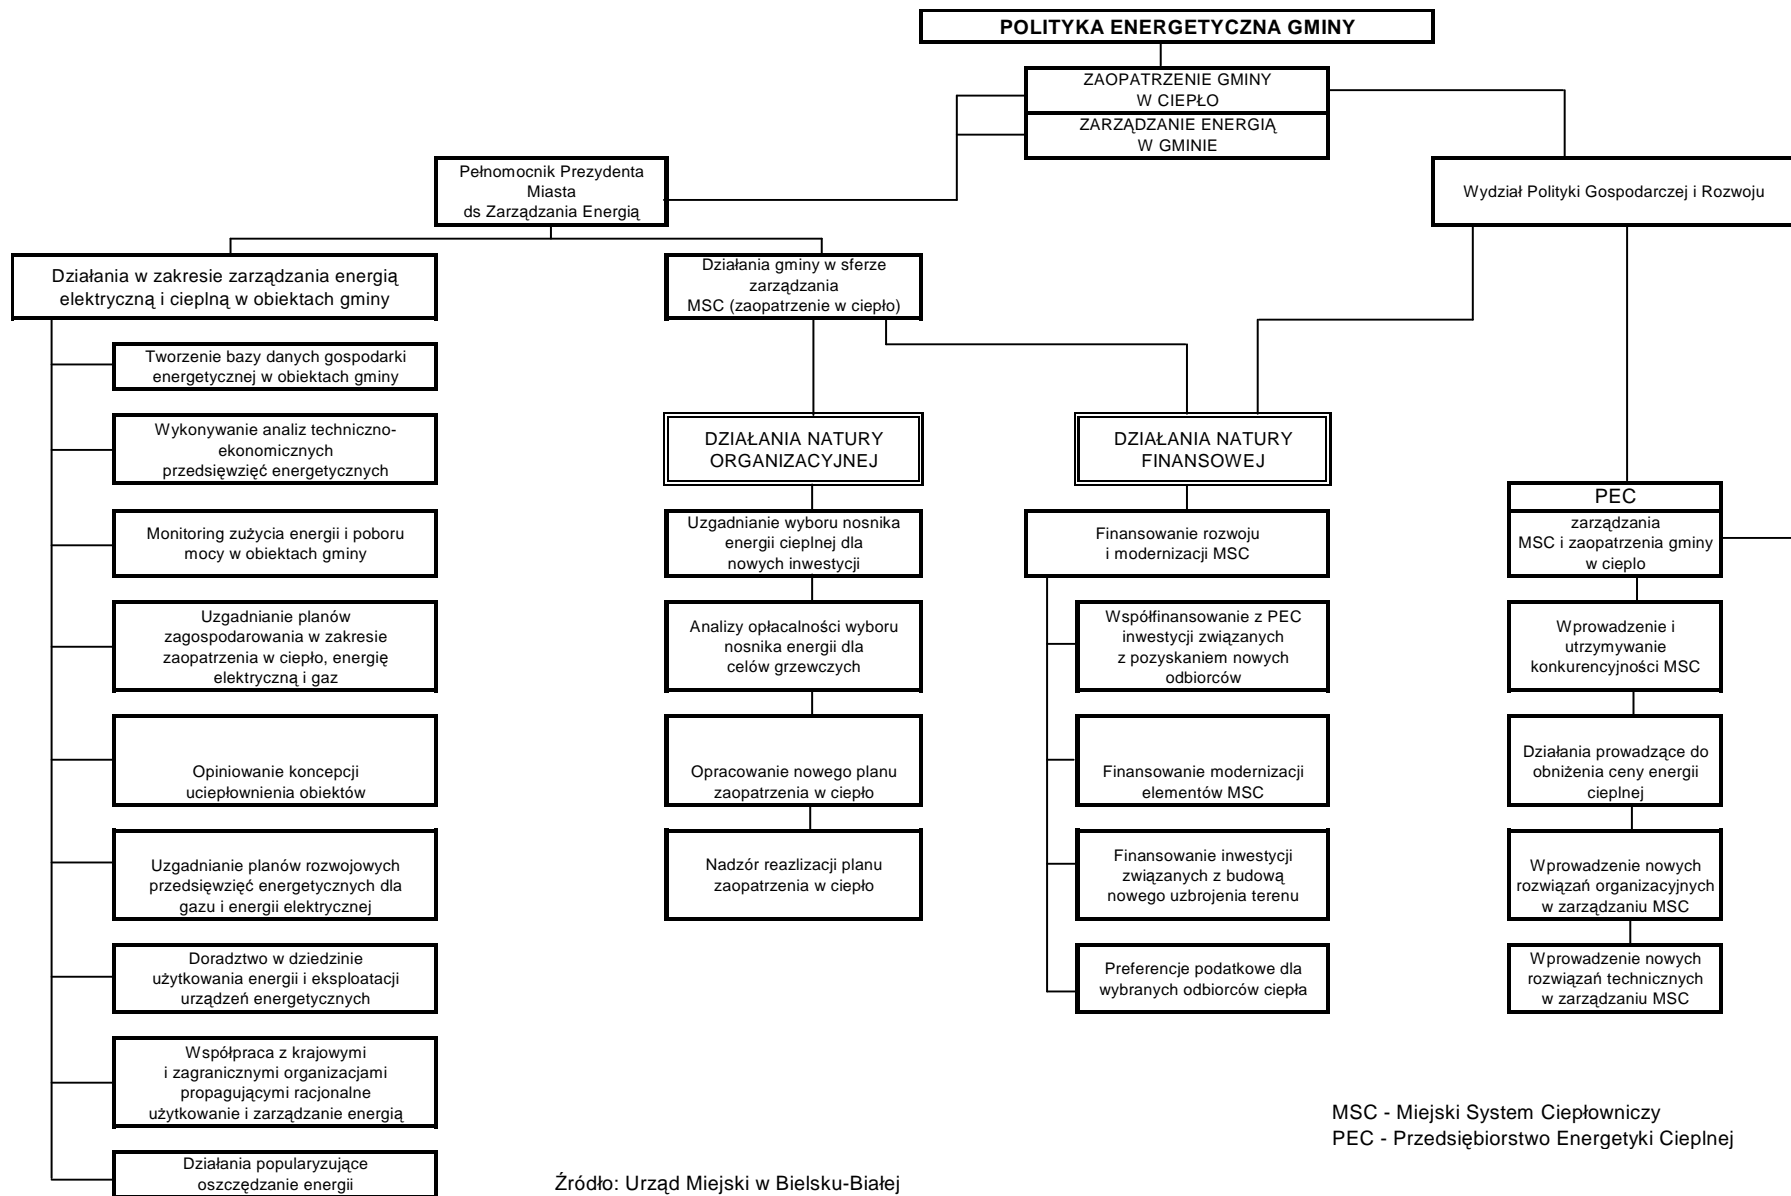 POLITYKA ENERGETYCZNA GMINY
ZAOPATRZENIE GMINY
W CIEPŁO
ZARZĄDZANIE ENERGIĄ
W GMINIE
Pełnomocnik Prezydenta
Miasta
ds Zarządzania Energią
Wydział Polityki Gospodarczej i Rozwoju
Działania w zakresie zarządzania energią
elektryczną i cieplną w obiektach gminy
Działania gminy w sferze
zarządzania
MSC (zaopatrzenie w ciepło)
Tworzenie bazy danych gospodarki
energetycznej w obiektach gminy
Wykonywanie analiz techniczno-
ekonomicznych
przedsięwzięć energetycznych
Monitoring zużycia energii i poboru
mocy w obiektach gminy
Uzgadnianie planów
zagospodarowania w zakresie
zaopatrzenia w ciepło, energię
elektryczną i gaz
Opiniowanie koncepcji
uciepłownienia obiektów
Uzgadnianie planów rozwojowych
przedsięwzięć energetycznych dla
gazu i energii elektrycznej
Doradztwo w dziedzinie
użytkowania energii i eksploatacji
urządzeń energetycznych
Współpraca z krajowymi
i zagranicznymi organizacjami
propagującymi racjonalne
użytkowanie i zarządzanie energią
Działania popularyzujące
oszczędzanie energii
DZIAŁANIA NATURY
ORGANIZACYJNEJ
Uzgadnianie wyboru nosnika
energii cieplnej dla
nowych inwestycji
Analizy opłacalności wyboru
nosnika energii dla
celów grzewczych
Opracowanie nowego planu
zaopatrzenia w ciepło
Nadzór reazlizacji planu
zaopatrzenia w ciepło
DZIAŁANIA NATURY
FINANSOWEJ
Finansowanie rozwoju
i modernizacji MSC
Współfinansowanie z PEC
inwestycji związanych
z pozyskaniem nowych
odbiorców
Finansowanie modernizacji
elementów MSC
Finansowanie inwestycji
związanych z budową
nowego uzbrojenia terenu
Preferencje podatkowe dla
wybranych odbiorców ciepła
PEC
zarządzania
MSC i zaopatrzenia gminy
w cieplo
Wprowadzenie i
utrzymywanie
konkurencyjności MSC
Działania prowadzące do
obniżenia ceny energii
cieplnej
Wprowadzenie nowych
rozwiązań organizacyjnych
w zarządzaniu MSC
Wprowadzenie nowych
rozwiązań technicznych
w zarządzaniu MSC
MSC - Miejski System Ciepłowniczy
PEC - Przedsiębiorstwo Energetyki Cieplnej
Źródło: Urząd Miejski w Bielsku-Białej